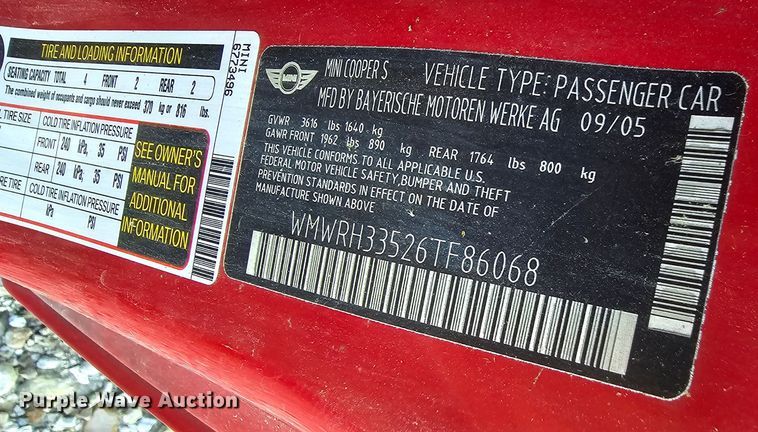 TIRE AND LOADING INFORMATION
SEATING CAPACITY TOTAL 4 FRONT 2 REAR 2
The combined weight of occupants and cargo should never exceed 370 kg or 816 lbs.
TIRE SIZE COLD TIRE INFLATION PRESSURE
FRONT 240 kPa, 35 PSI
REAR 240 kPa, 35 PSI
TIRE COLD TIRE INFLATION PRESSURE
kPa PSI
SEE OWNER'S
MANUAL FOR
ADDITIONAL
INFORMATION
MINI
6773496
MINI
MINI COOPER S VEHICLE TYPE: PASSENGER CAR
MFD BY BAYERISCHE MOTOREN WERKE AG 09/05
GVWR 3616 lbs 1640 kg
GAWR FRONT 1962 lbs 890 kg REAR 1764 lbs 800 kg
THIS VEHICLE CONFORMS TO ALL APPLICABLE U.S.
FEDERAL MOTOR VEHICLE SAFETY, BUMPER AND THEFT
PREVENTION STANDARDS IN EFFECT ON THE DATE OF
MANUFACTURE SHOWN ABOVE
WMWRH33526TF86068
Purple Wave Auction